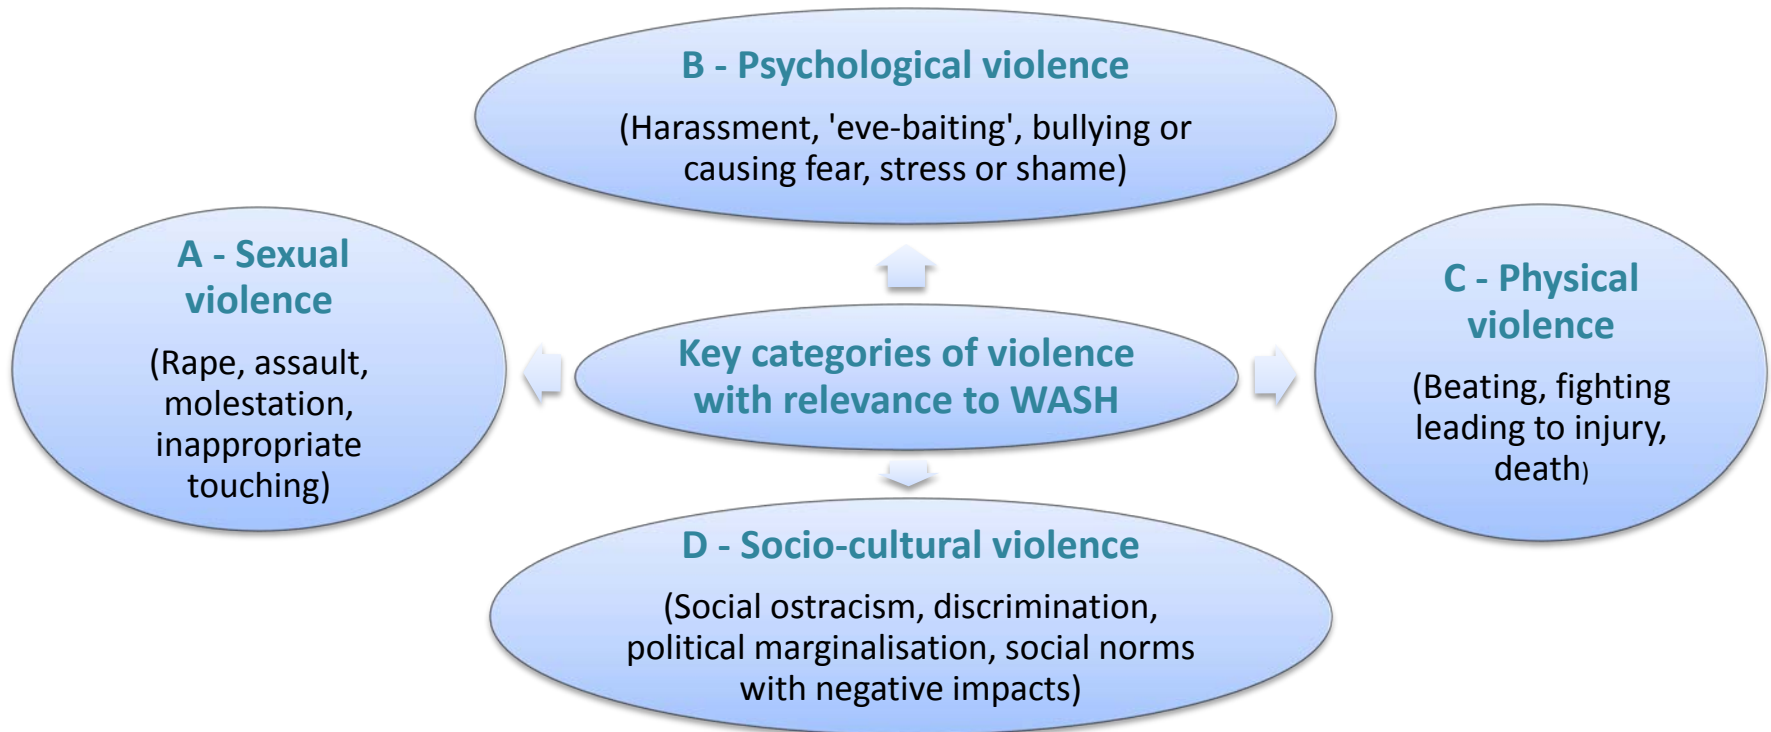 B - Psychological violence
(Harassment, 'eve-baiting', bullying or
causing fear, stress or shame)
A - Sexual
violence
(Rape, assault,
molestation,
inappropriate
touching)
Key categories of violence
with relevance to WASH
C - Physical
violence
(Beating, fighting
leading to injury,
death)
D - Socio-cultural violence
(Social ostracism, discrimination,
political marginalisation, social norms
with negative impacts)